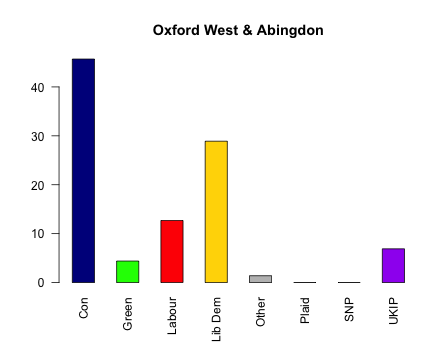 Oxford West & Abingdon
40
30
20
10
0
Con
Green
Labour
Lib Dem
Other
Plaid
SNP
UKIP